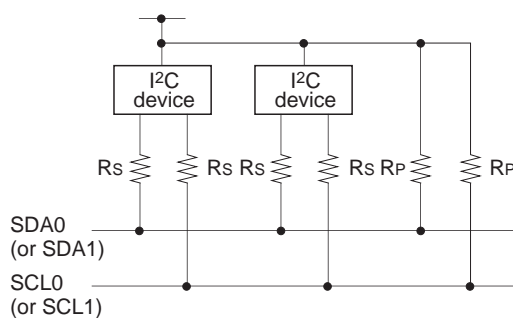 I²C
device
I²C
device
Rs Rs Rs Rs RP RP
SDA0
(or SDA1)
SCL0
(or SCL1)